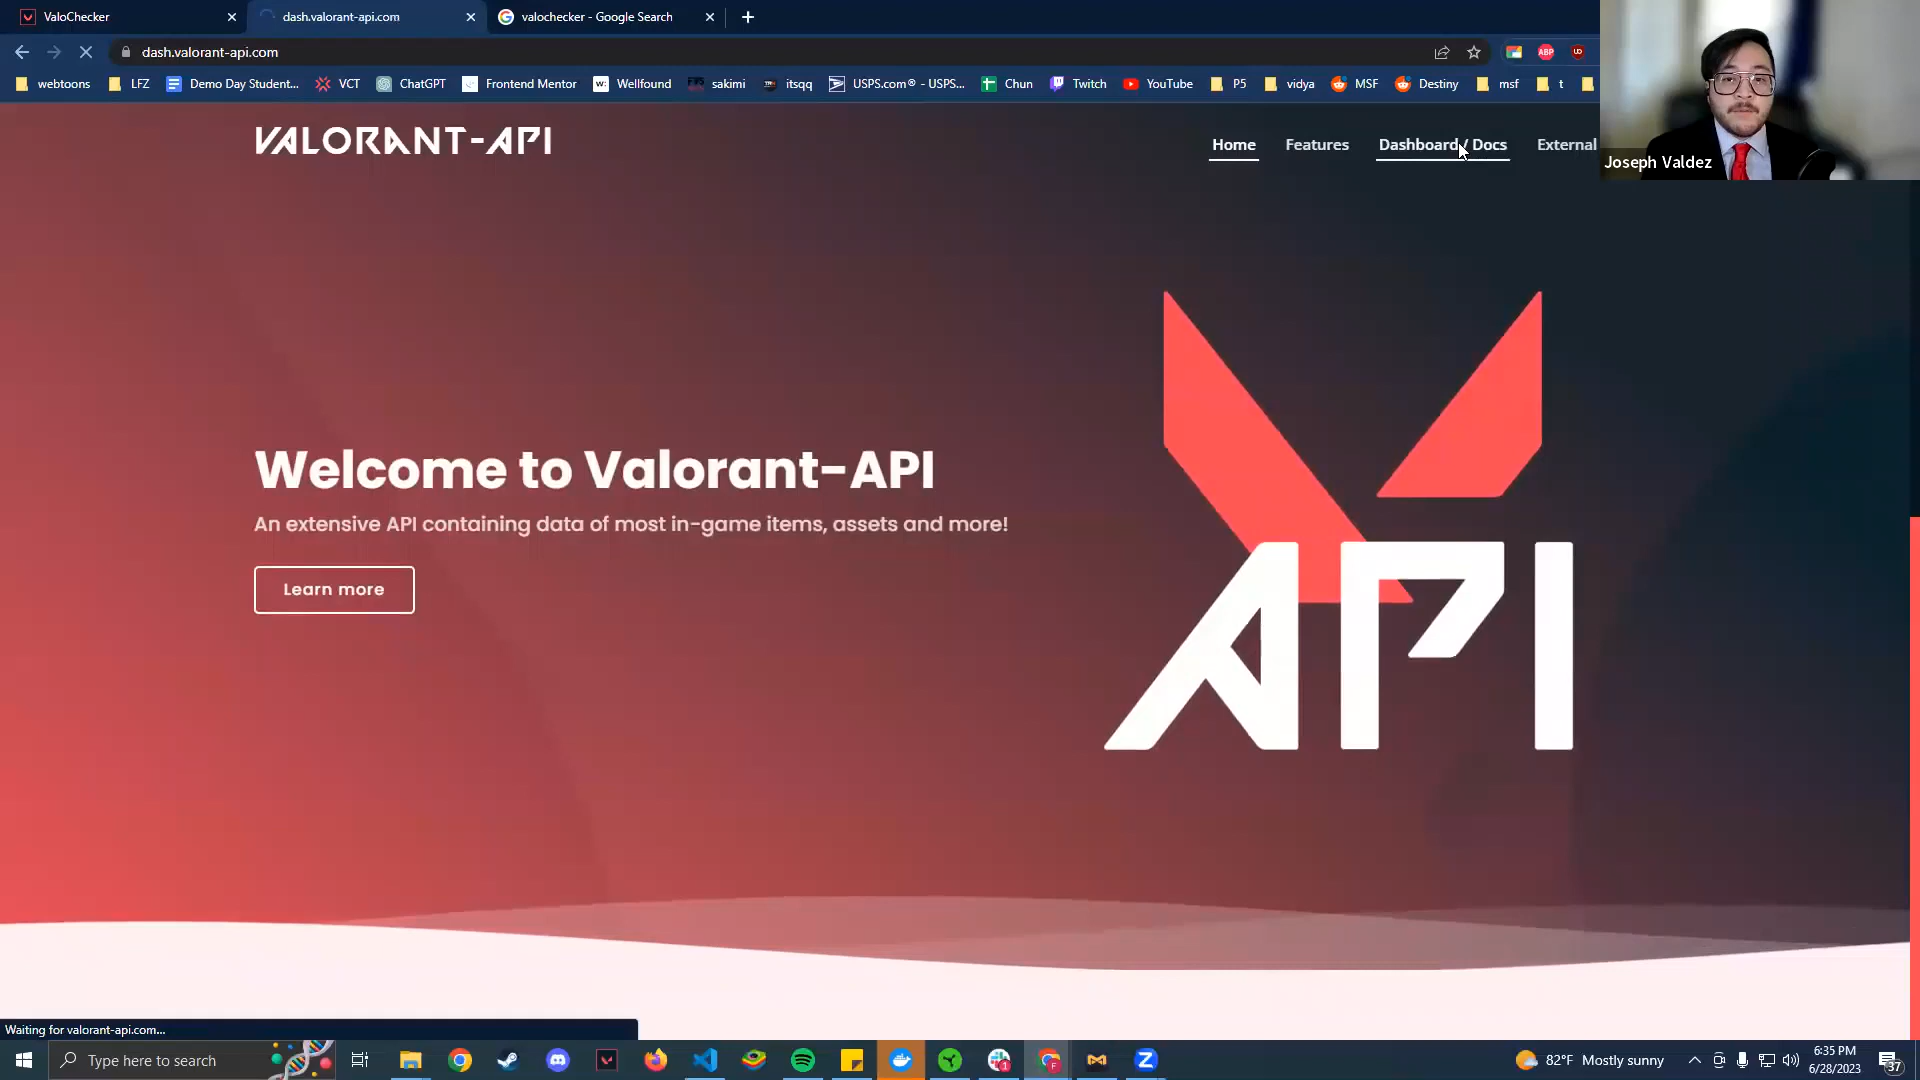 ValoChecker
dash.valorant-api.com
valochecker - Google Search
dash.valorant-api.com
ABP
webtoons
LFZ
Demo Day Student...
VCT
ChatGPT
Frontend Mentor
Wellfound
sakimi
itsqq
USPS.com® - USPS...
Chun
Twitch
YouTube
P5
vidya
MSF
Destiny
msf
t
VALORANT-API
Home
Features
Dashboard / Docs
External
Joseph Valdez
API
Welcome to Valorant-API
An extensive API containing data of most in-game items, assets and more!
Learn more
Waiting for valorant-api.com...
Type here to search
82°F Mostly sunny
6:35 PM
6/28/2023
37